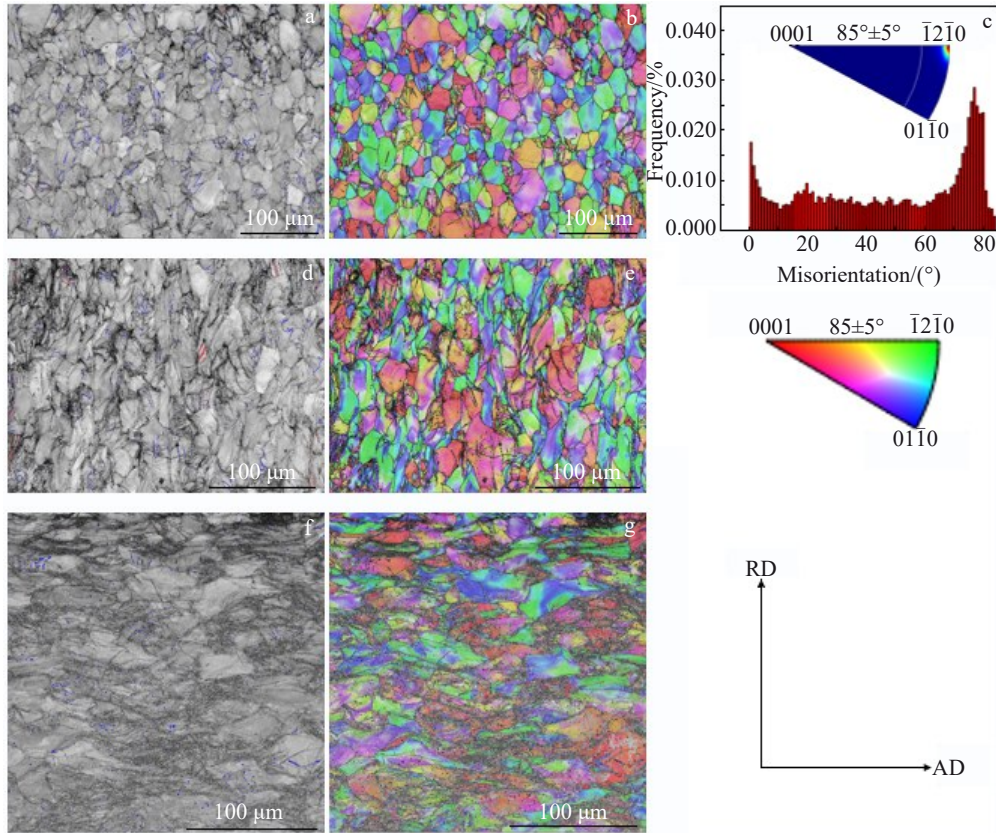 a
100 μm
b
100 μm
c
Frequency/%
0.040
0.030
0.020
0.010
0.000
0001 85°±5° 1̅21̅0
011̅0
0 20 40 60 80
Misorientation/(°)
d
100 μm
e
100 μm
0001 85±5° 1̅21̅0
011̅0
f
100 μm
g
100 μm
RD
AD